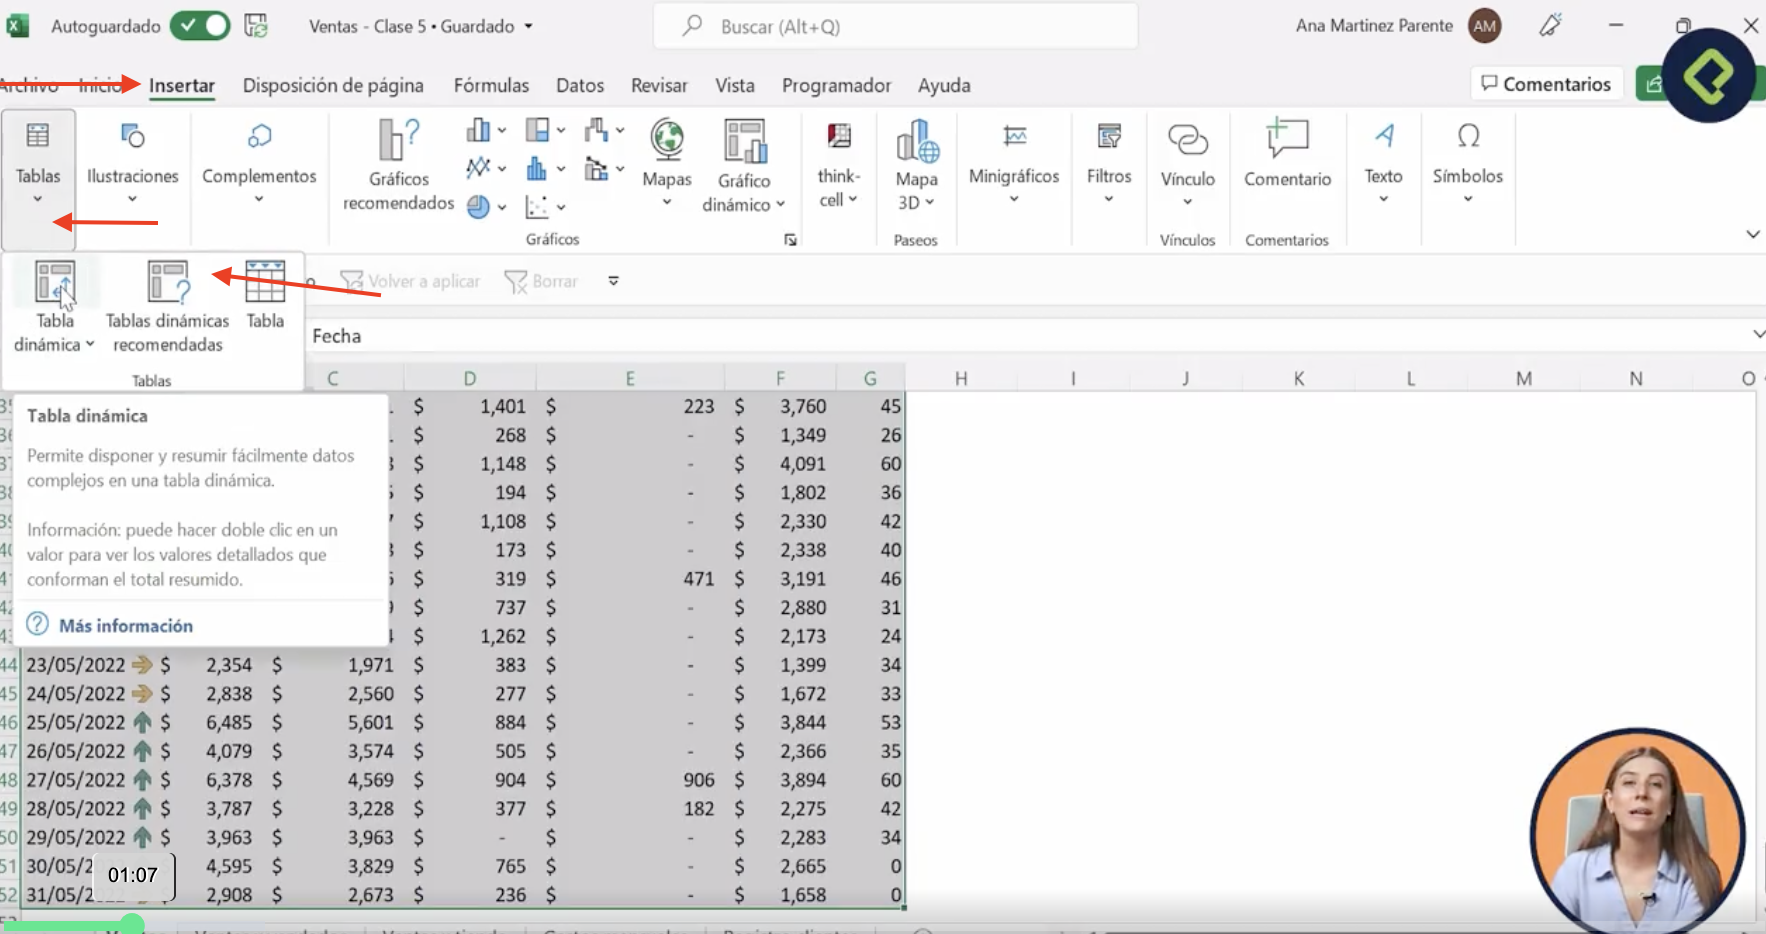 Autoguardado
Ventas - Clase 5 • Guardado
Buscar (Alt+Q)
Ana Martinez Parente
AM
Archivo
Inicio
Insertar
Disposición de página
Fórmulas
Datos
Revisar
Vista
Programador
Ayuda
Comentarios
Tablas
Ilustraciones
Complementos
Gráficos
recomendados
Mapas
Gráfico
dinámico
Gráficos
think-
cell
Mapa
3D
Paseos
Minigráficos
Filtros
Vínculo
Vínculos
Comentario
Comentarios
Texto
Símbolos
Tabla
dinámica
Tablas dinámicas
recomendadas
Tabla
Tablas
Volver a aplicar
Borrar
Fecha
C D E F G H I J K L M N O
Tabla dinámica
Permite disponer y resumir fácilmente datos
complejos en una tabla dinámica.
Información: puede hacer doble clic en un
valor para ver los valores detallados que
conforman el total resumido.
Más información
$ 1,401 $ 223 $ 3,760 45
$ 268 $ - $ 1,349 26
$ 1,148 $ - $ 4,091 60
$ 194 $ - $ 1,802 36
$ 1,108 $ - $ 2,330 42
$ 173 $ - $ 2,338 40
$ 319 $ 471 $ 3,191 46
$ 737 $ - $ 2,880 31
$ 1,262 $ - $ 2,173 24
44 23/05/2022 $ 2,354 $ 1,971 $ 383 $ - $ 1,399 34
45 24/05/2022 $ 2,838 $ 2,560 $ 277 $ - $ 1,672 33
46 25/05/2022 $ 6,485 $ 5,601 $ 884 $ - $ 3,844 53
47 26/05/2022 $ 4,079 $ 3,574 $ 505 $ - $ 2,366 35
48 27/05/2022 $ 6,378 $ 4,569 $ 904 $ 906 $ 3,894 60
49 28/05/2022 $ 3,787 $ 3,228 $ 377 $ 182 $ 2,275 42
50 29/05/2022 $ 3,963 $ 3,963 $ - $ - $ 2,283 34
51 30/05/2 4,595 $ 3,829 $ 765 $ - $ 2,665 0
52 31/05/2 2,908 $ 2,673 $ 236 $ - $ 1,658 0
01:07